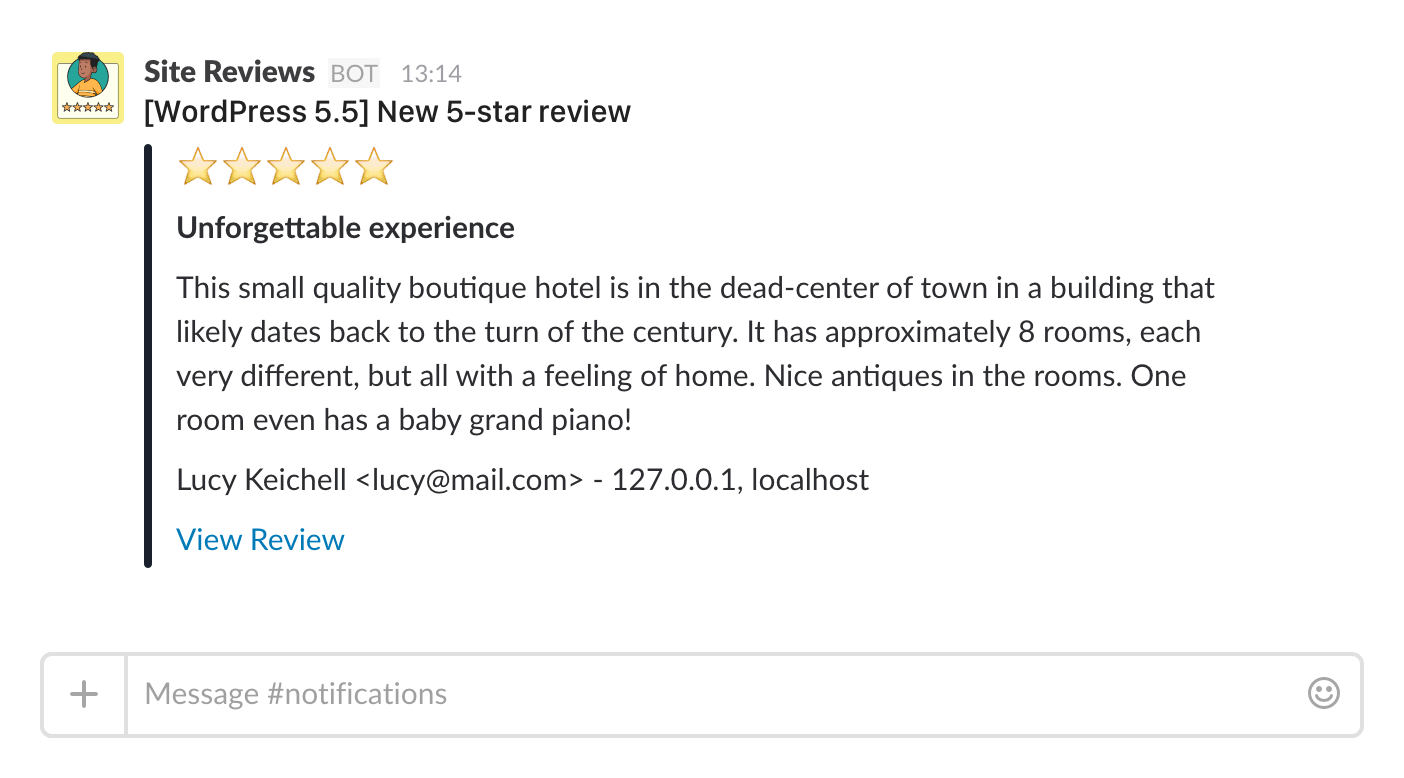 Site Reviews BOT 13:14
[WordPress 5.5] New 5-star review
Unforgettable experience
This small quality boutique hotel is in the dead-center of town in a building that
likely dates back to the turn of the century. It has approximately 8 rooms, each
very different, but all with a feeling of home. Nice antiques in the rooms. One
room even has a baby grand piano!
Lucy Keichell <lucy@mail.com> - 127.0.0.1, localhost
View Review
Message #notifications